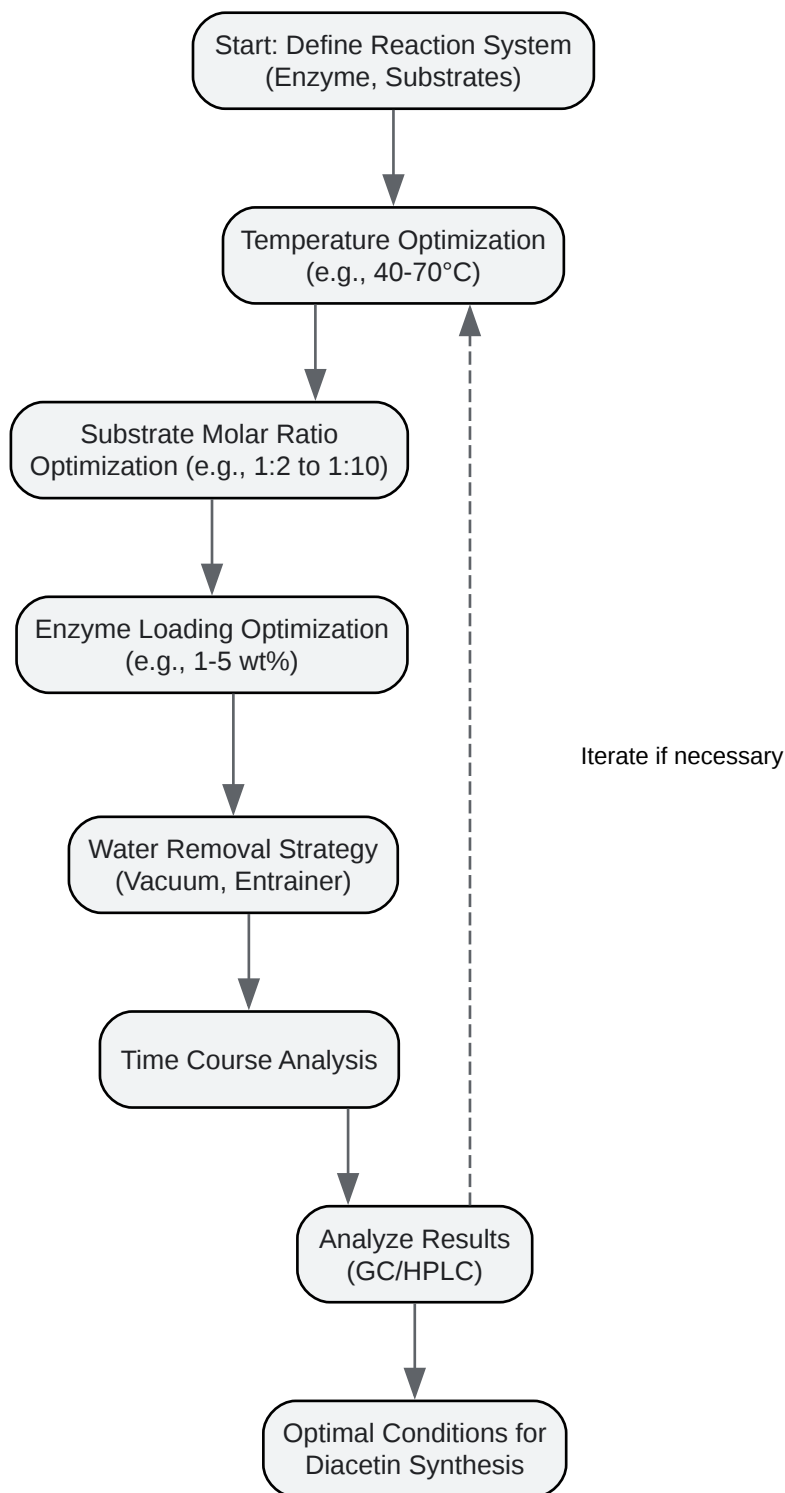 Start: Define Reaction System
(Enzyme, Substrates)
Temperature Optimization
(e.g., 40-70°C)
Substrate Molar Ratio
Optimization (e.g., 1:2 to 1:10)
Enzyme Loading Optimization
(e.g., 1-5 wt%)
Iterate if necessary
Water Removal Strategy
(Vacuum, Entrainer)
Time Course Analysis
Analyze Results
(GC/HPLC)
Optimal Conditions for
Diacetin Synthesis